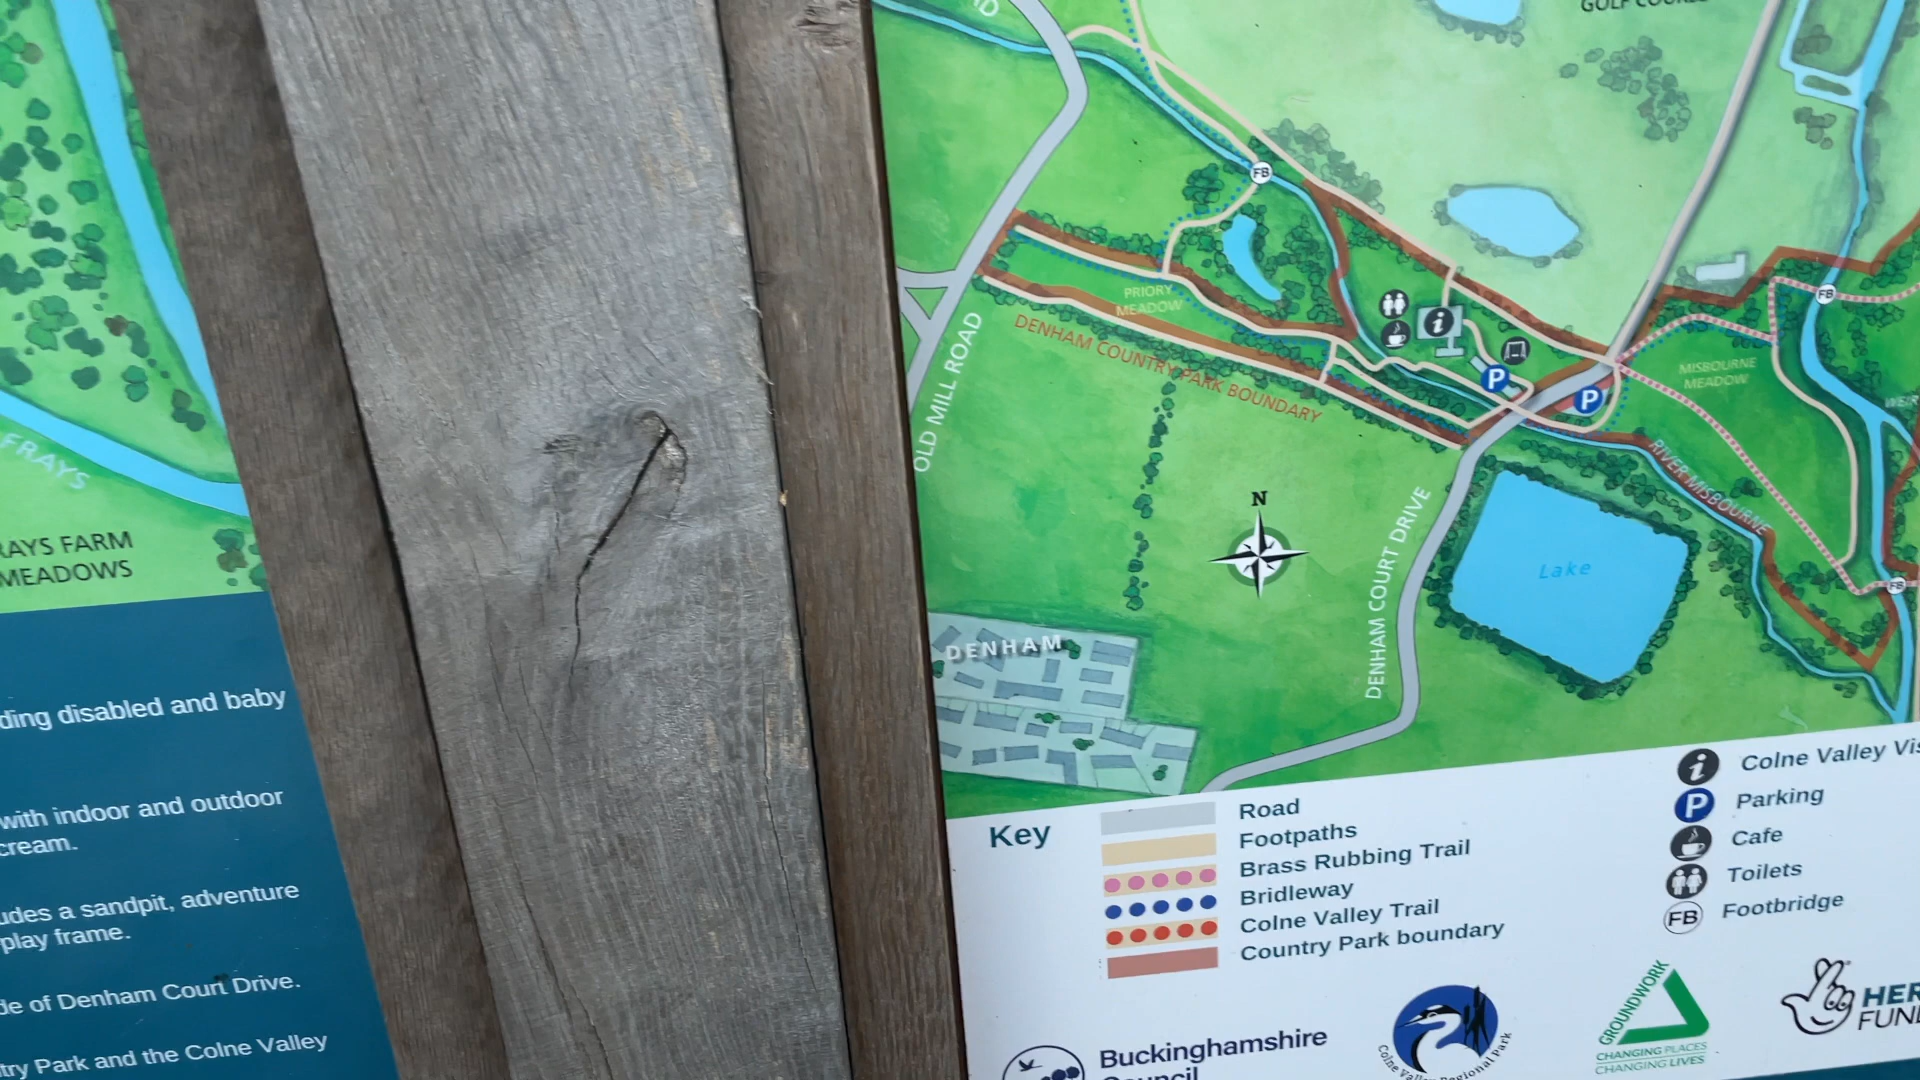 FRAYS
RAYS FARM
MEADOWS
ding disabled and baby
with indoor and outdoor
cream.
udes a sandpit, adventure
play frame.
de of Denham Court Drive.
try Park and the Colne Valley
GOLF COURSE
FB
PRIORY
MEADOW
DENHAM COUNTRY PARK BOUNDARY
OLD MILL ROAD
i
P
P
FB
MISBOURNE
MEADOW
WEIR
RIVER MISBOURNE
N
DENHAM COURT DRIVE
Lake
FB
DENHAM
Key
Road
Footpaths
Brass Rubbing Trail
Bridleway
Colne Valley Trail
Country Park boundary
i Colne Valley Vis
P Parking
Cafe
Toilets
FB Footbridge
Buckinghamshire
Council
Colne Valley Regional Park
GROUNDWORK
CHANGING PLACES
CHANGING LIVES
HER
FUND